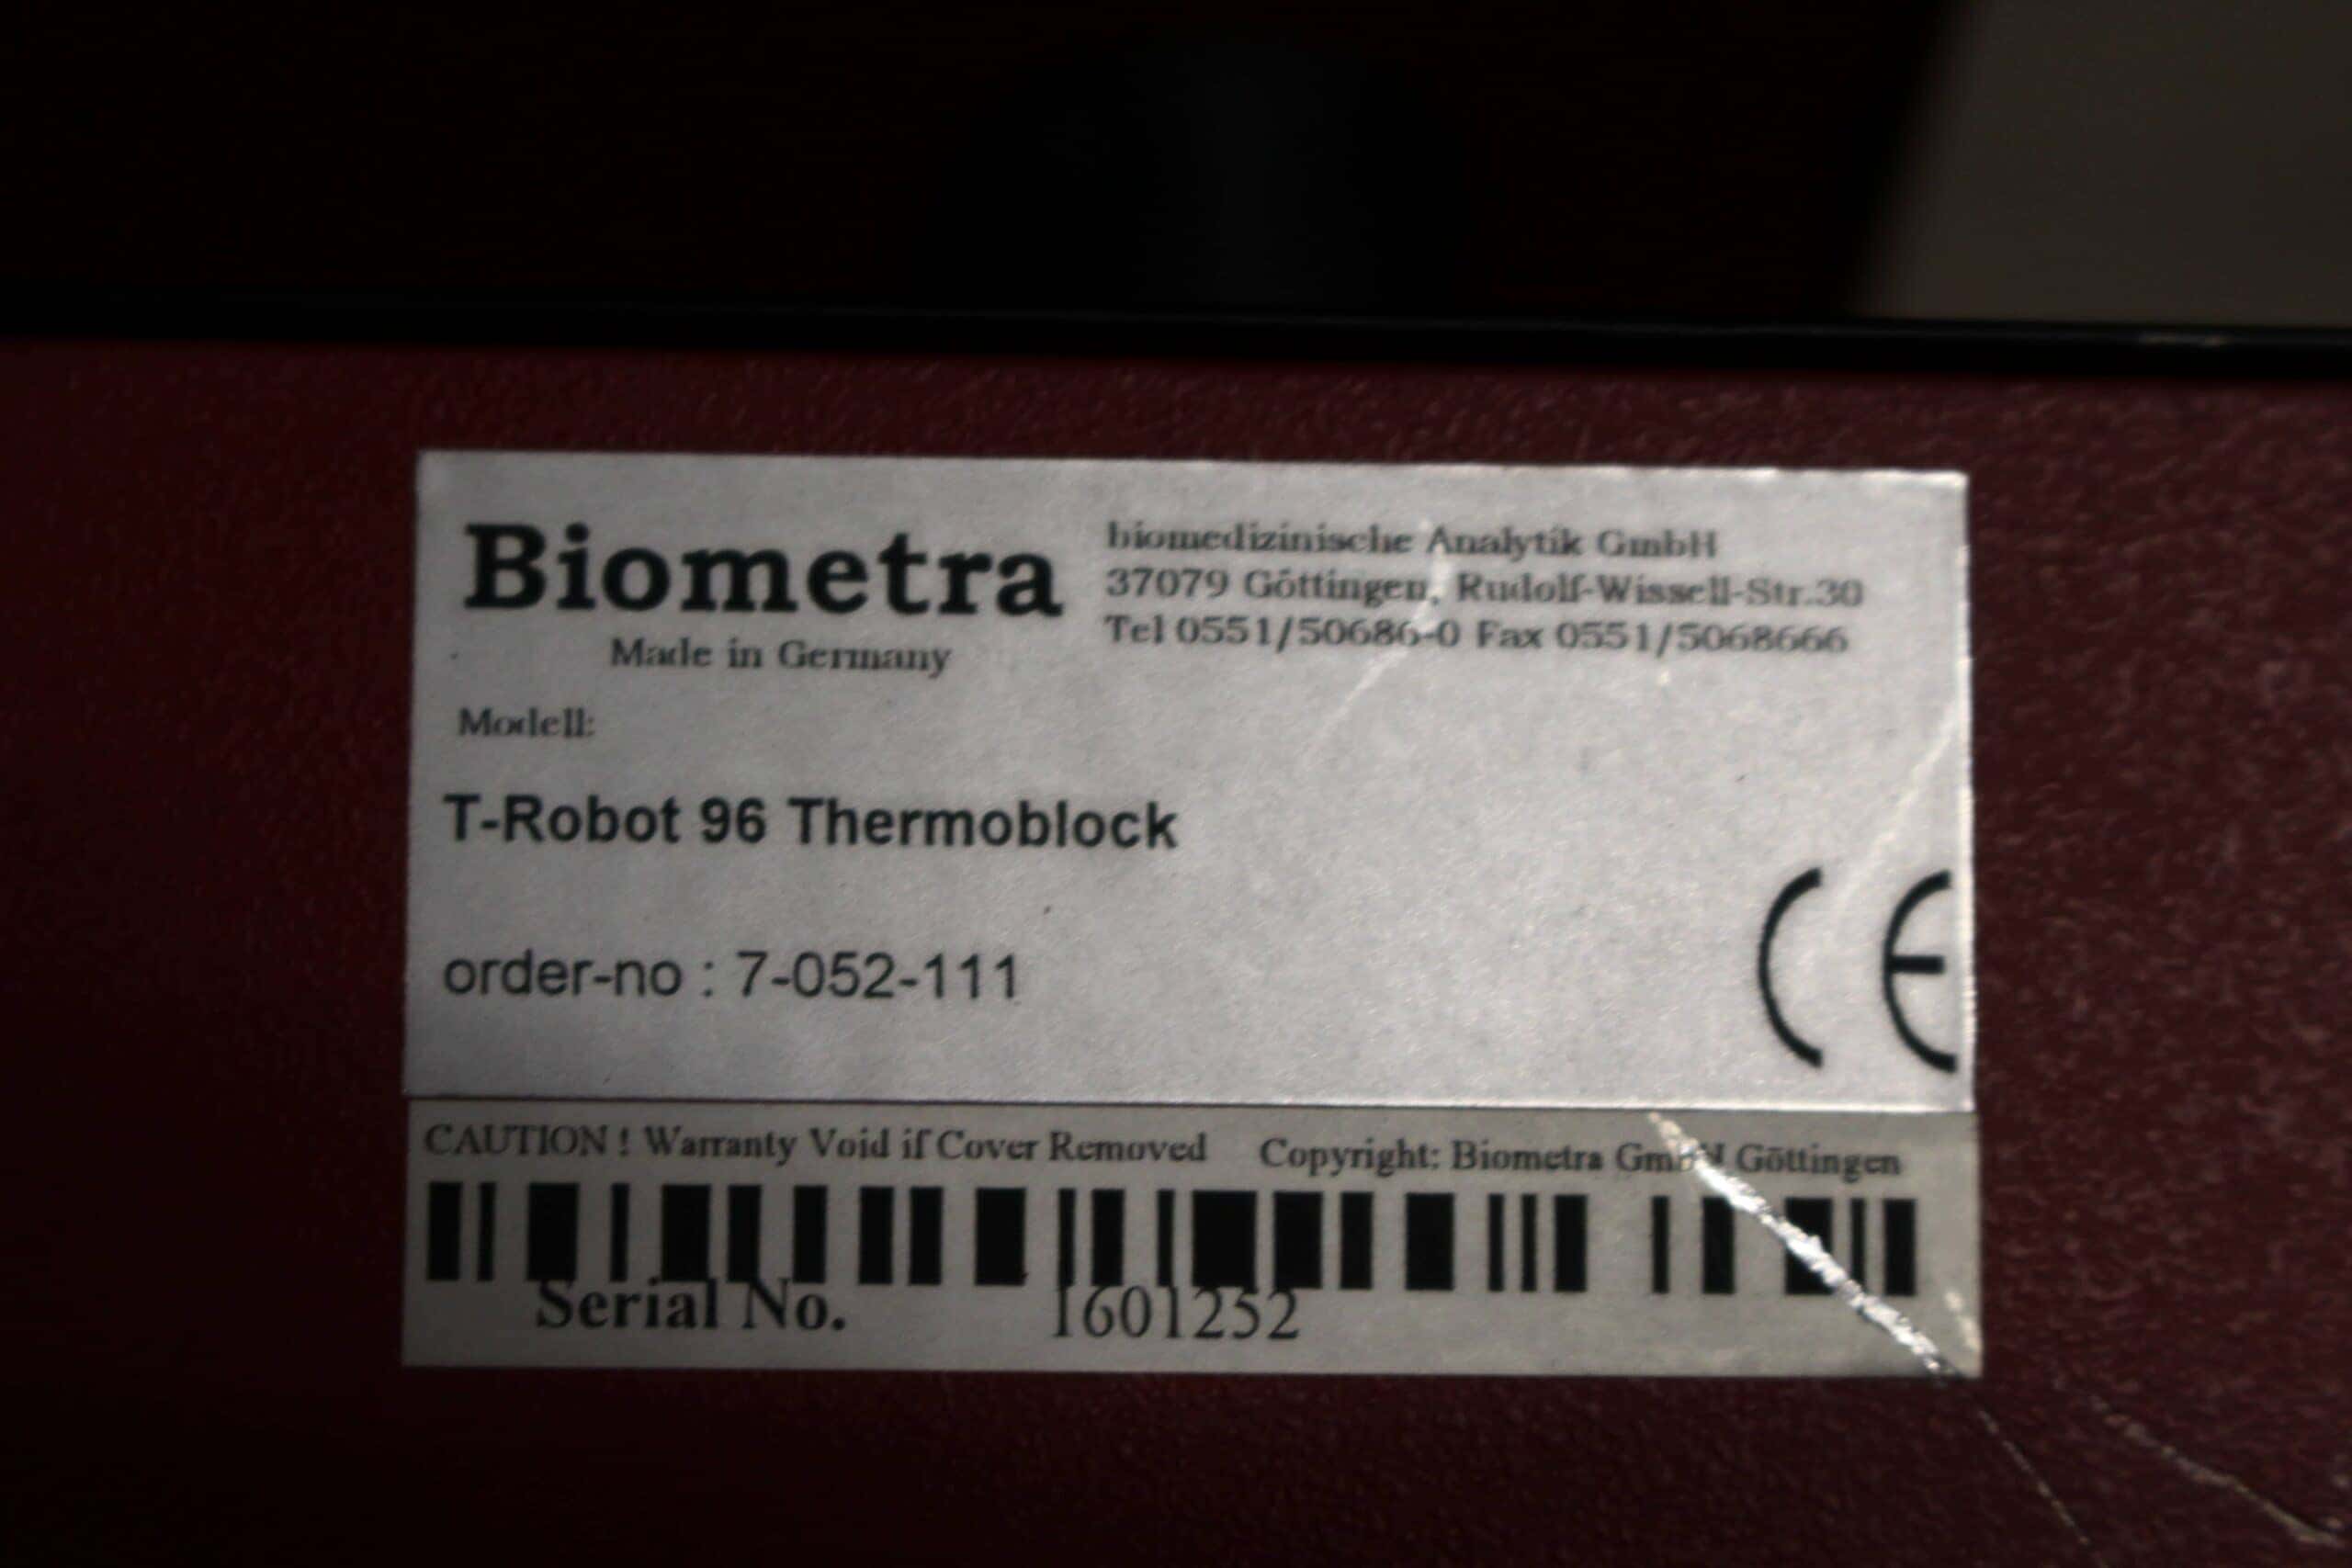 Biometra
Made in Germany
biomedizinische Analytik GmbH
37079 Göttingen, Rudolf-Wissell-Str.30
Tel 0551/50686-0 Fax 0551/5068666
Modell:
T-Robot 96 Thermoblock
order-no : 7-052-111
CE
CAUTION ! Warranty Void if Cover Removed Copyright: Biometra GmbH Göttingen
Serial No. 1601252